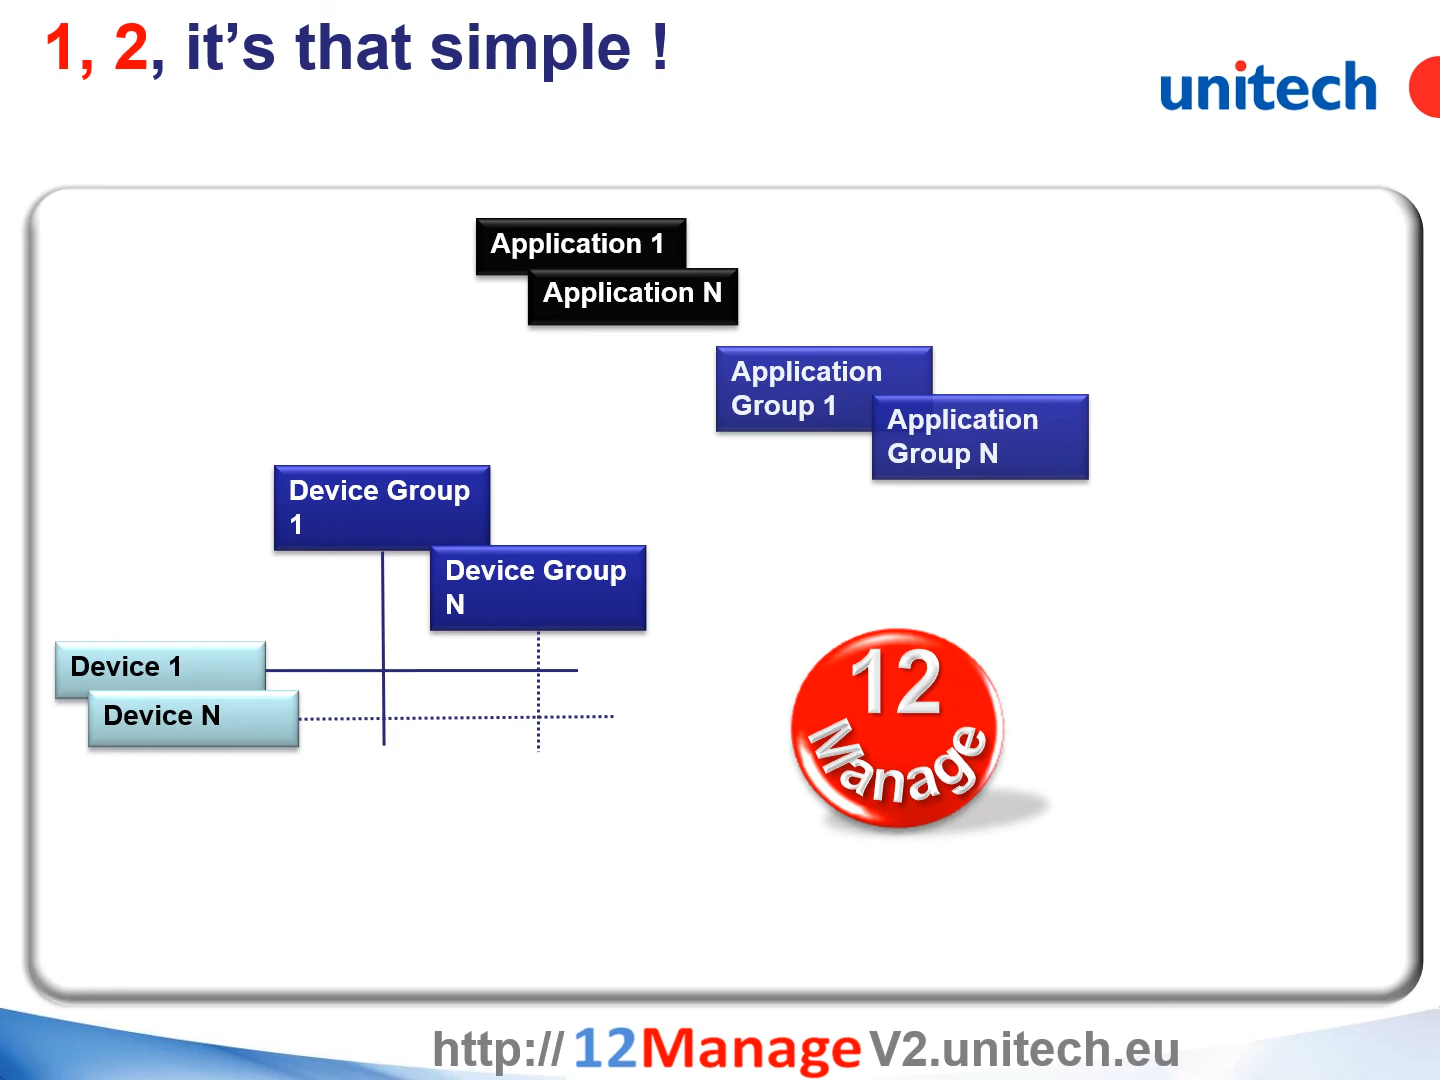 1, 2, it’s that simple !
unitech
Application 1
Application N
Application
Group 1
Application
Group N
Device Group
1
Device Group
N
Device 1
Device N
12
Manage
http:// 12Manage V2.unitech.eu